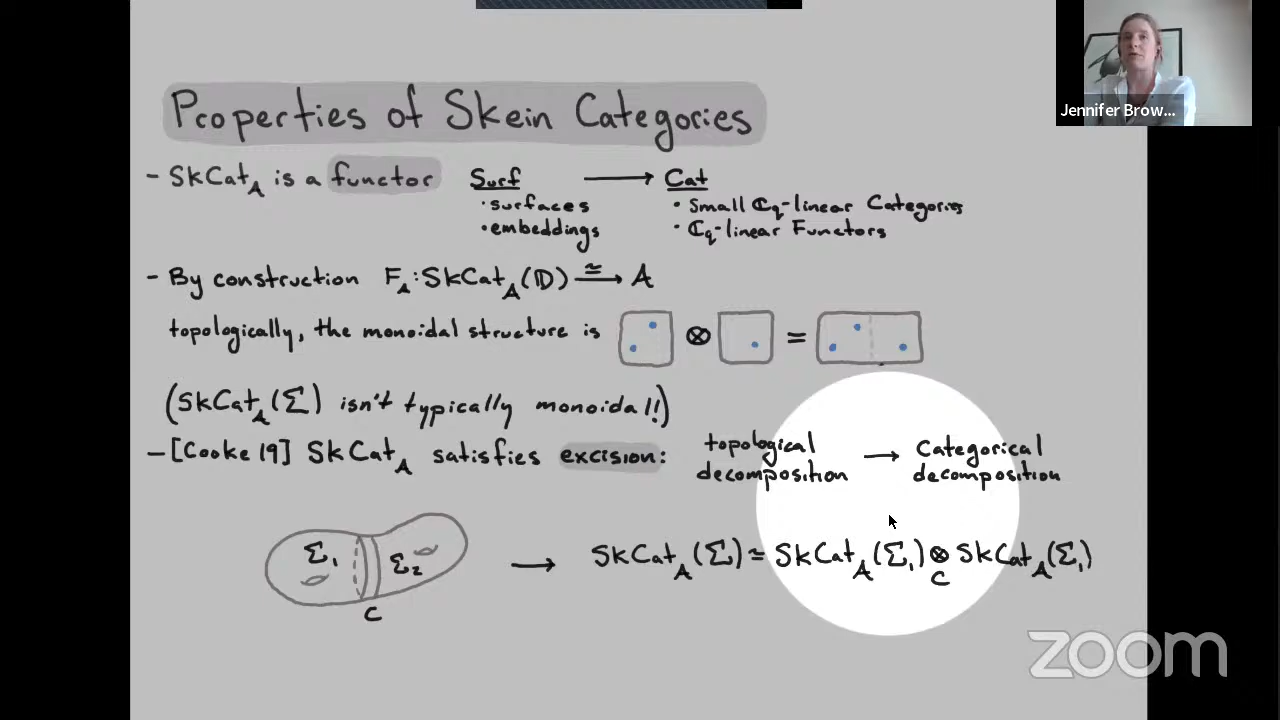 Jennifer Brow...
Properties of Skein Categories
- SkCat_A is a functor Surf ⟶ Cat
• surfaces • Small ℂq-linear Categories
• embeddings • ℂq-linear Functors
- By construction F_A : SkCat_A(𝔻) ≃⟶ A
topologically, the monoidal structure is ⊗ =
(SkCat_A(Σ) isn't typically monoidal!)
- [Cooke 19] SkCat_A satisfies excision: topological decomposition → Categorical decomposition
Σ₁ Σ₂ C ⟶ SkCat_A(Σ) ≃ SkCat_A(Σ₁) ⊗_C SkCat_A(Σ₁)
zoom